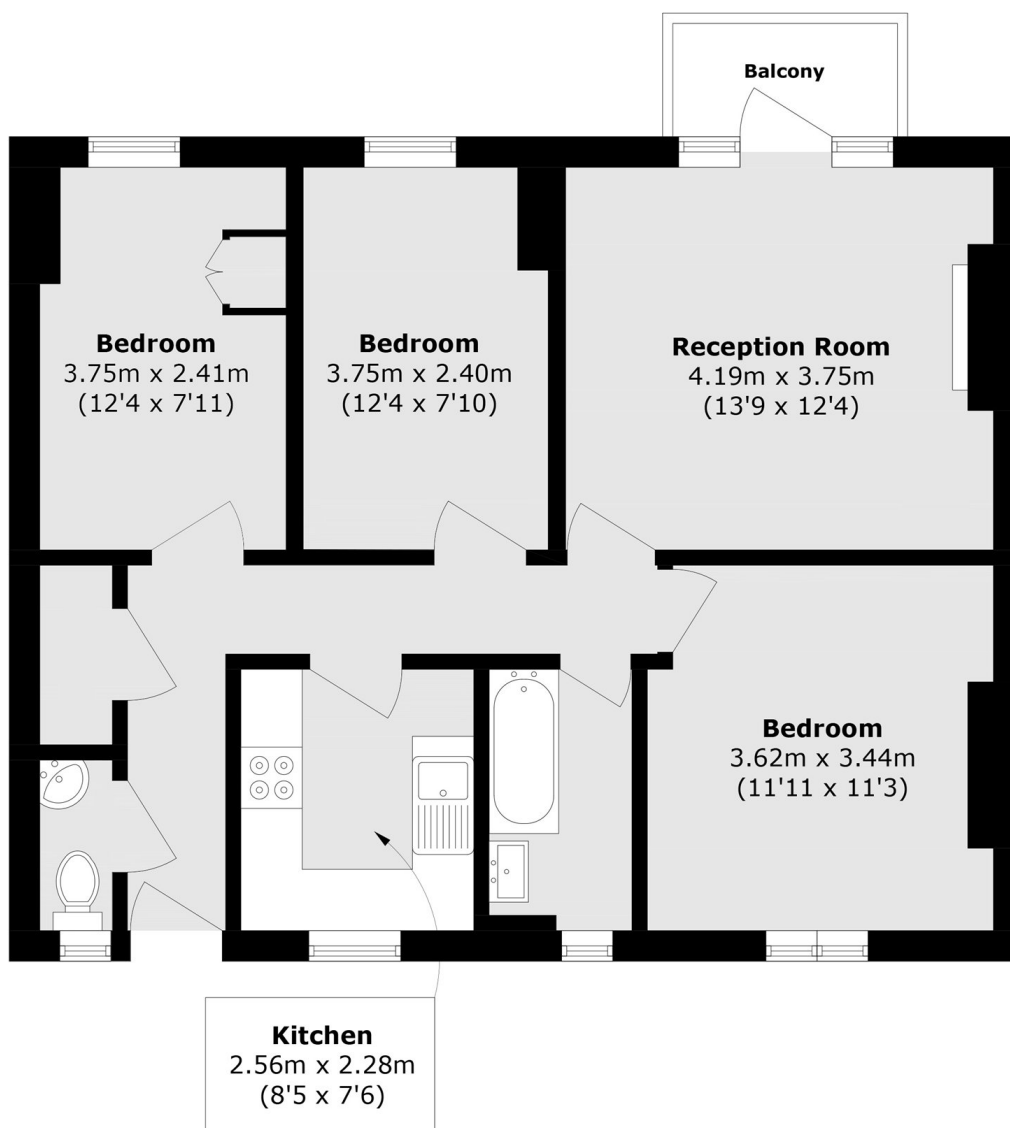 Balcony
Bedroom
3.75m x 2.41m
(12'4 x 7'11)
Bedroom
3.75m x 2.40m
(12'4 x 7'10)
Reception Room
4.19m x 3.75m
(13'9 x 12'4)
Bedroom
3.62m x 3.44m
(11'11 x 11'3)
Kitchen
2.56m x 2.28m
(8'5 x 7'6)